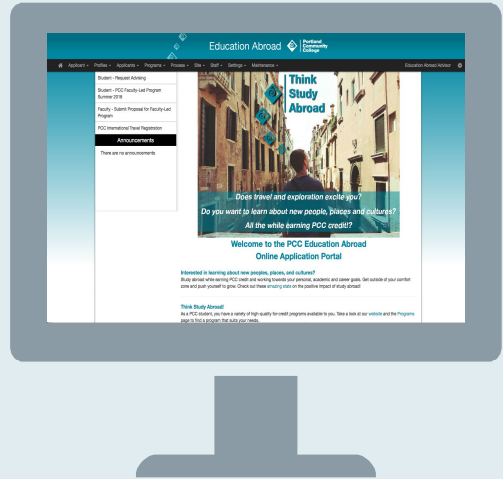 Education Abroad
Portland
Community
College
Applicant
Profiles
Applicants
Programs
Process
Site
Staff
Settings
Maintenance
Education Abroad Advisor
Student - Request Advising
Student - PCC Faculty-Led Program
Summer 2018
Faculty - Submit Proposal for Faculty-Led
Program
PCC International Travel Registration
Announcements
There are no announcements
Think
Study
Abroad
Does travel and exploration excite you?
Do you want to learn about new people, places and cultures?
All the while earning PCC credit!?
Welcome to the PCC Education Abroad
Online Application Portal
Interested in learning about new peoples, places, and cultures?
Study abroad while earning PCC credit and working towards your personal, academic and career goals. Get outside of your comfort
zone and push yourself to grow. Check out these amazing stats on the positive impact of study abroad!
Think Study Abroad!
As a PCC student, you have a variety of high quality for-credit programs available to you. Take a look at our website and the Programs
page to find a program that suits your needs.